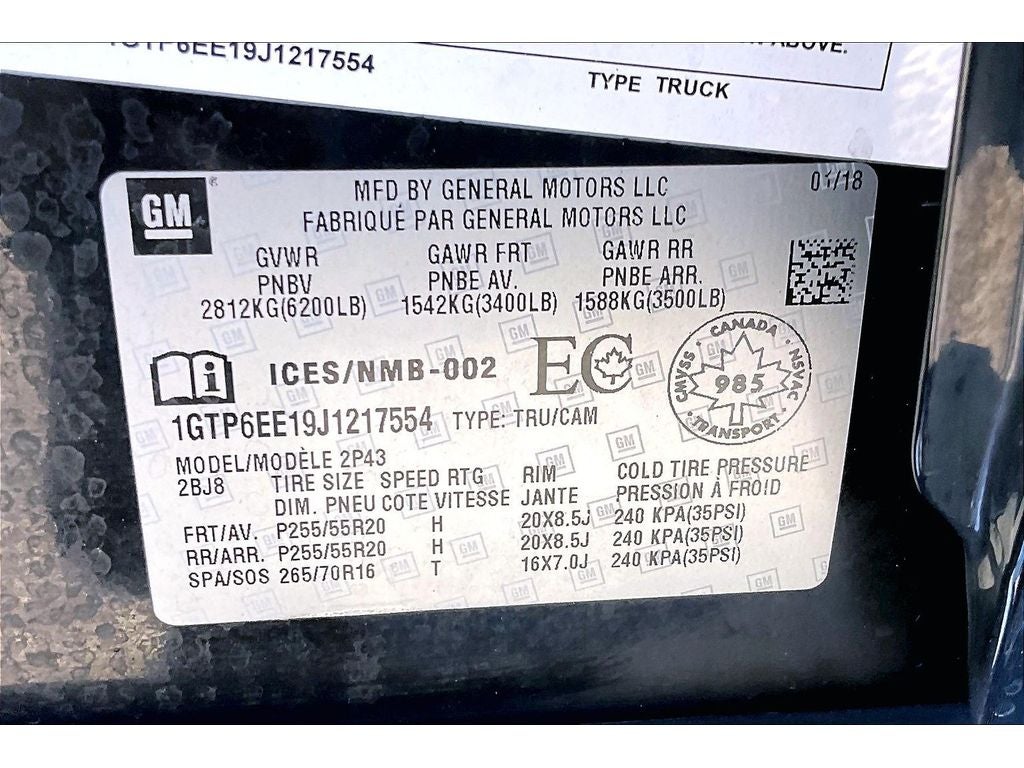 1GTP6EE19J1217554
ABOVE.
TYPE TRUCK
GM
MFD BY GENERAL MOTORS LLC 01/18
FABRIQUÉ PAR GENERAL MOTORS LLC
GVWR GAWR FRT GAWR RR
PNBV PNBE AV. PNBE ARR.
2812KG(6200LB) 1542KG(3400LB) 1588KG(3500LB)
ICES/NMB-002 EC
CANADA
CMVSS 985 NSVAC
TRANSPORT
1GTP6EE19J1217554 TYPE: TRU/CAM
MODEL/MODÈLE 2P43
2BJ8 TIRE SIZE SPEED RTG RIM COLD TIRE PRESSURE
DIM. PNEU COTE VITESSE JANTE PRESSION À FROID
FRT/AV. P255/55R20 H 20X8.5J 240 KPA(35PSI)
RR/ARR. P255/55R20 H 20X8.5J 240 KPA(35PSI)
SPA/SOS 265/70R16 T 16X7.0J 240 KPA(35PSI)